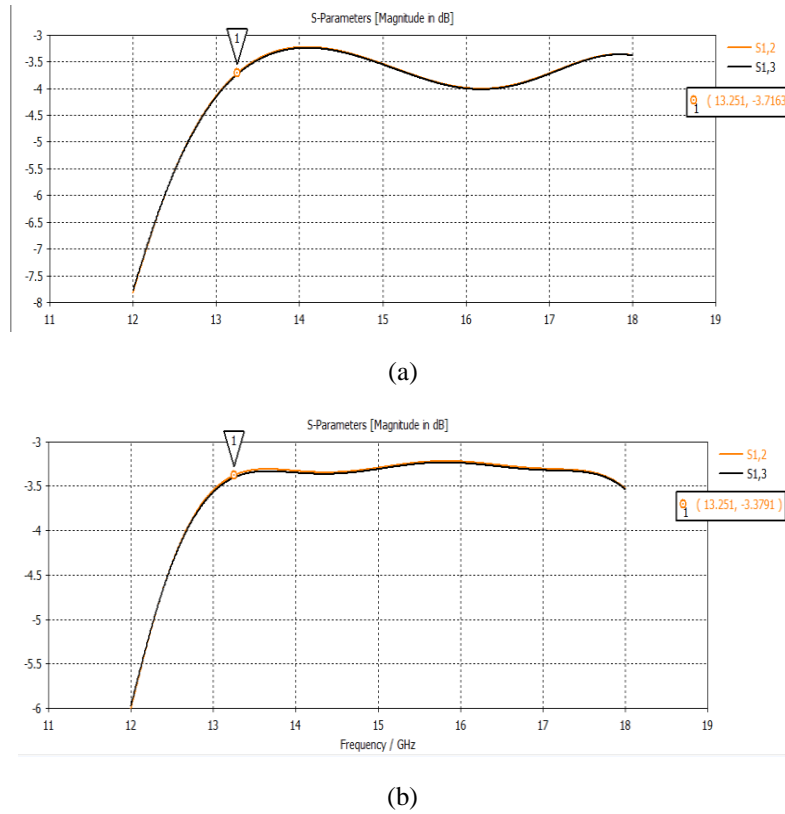 S-Parameters [Magnitude in dB]
-3
-3.5
-4
-4.5
-5
-5.5
-6
-6.5
-7
-7.5
-8
11 12 13 14 15 16 17 18 19
1
S1,2
S1,3
1 ( 13.251, -3.7163
(a)
S-Parameters [Magnitude in dB]
-3
-3.5
-4
-4.5
-5
-5.5
-6
11 12 13 14 15 16 17 18 19
Frequency / GHz
1
S1,2
S1,3
1 ( 13.251, -3.3791 )
(b)